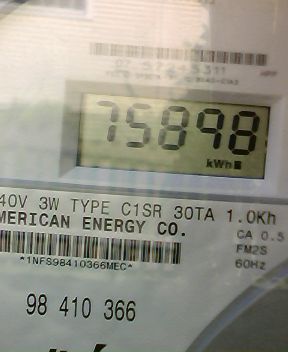 75898
kWh
40V 3W TYPE C1SR 30TA 1.0Kh
MERICAN ENERGY CO.
CA 0.5
FM2S
60Hz
*1NFS98410366MEC*
98 410 366